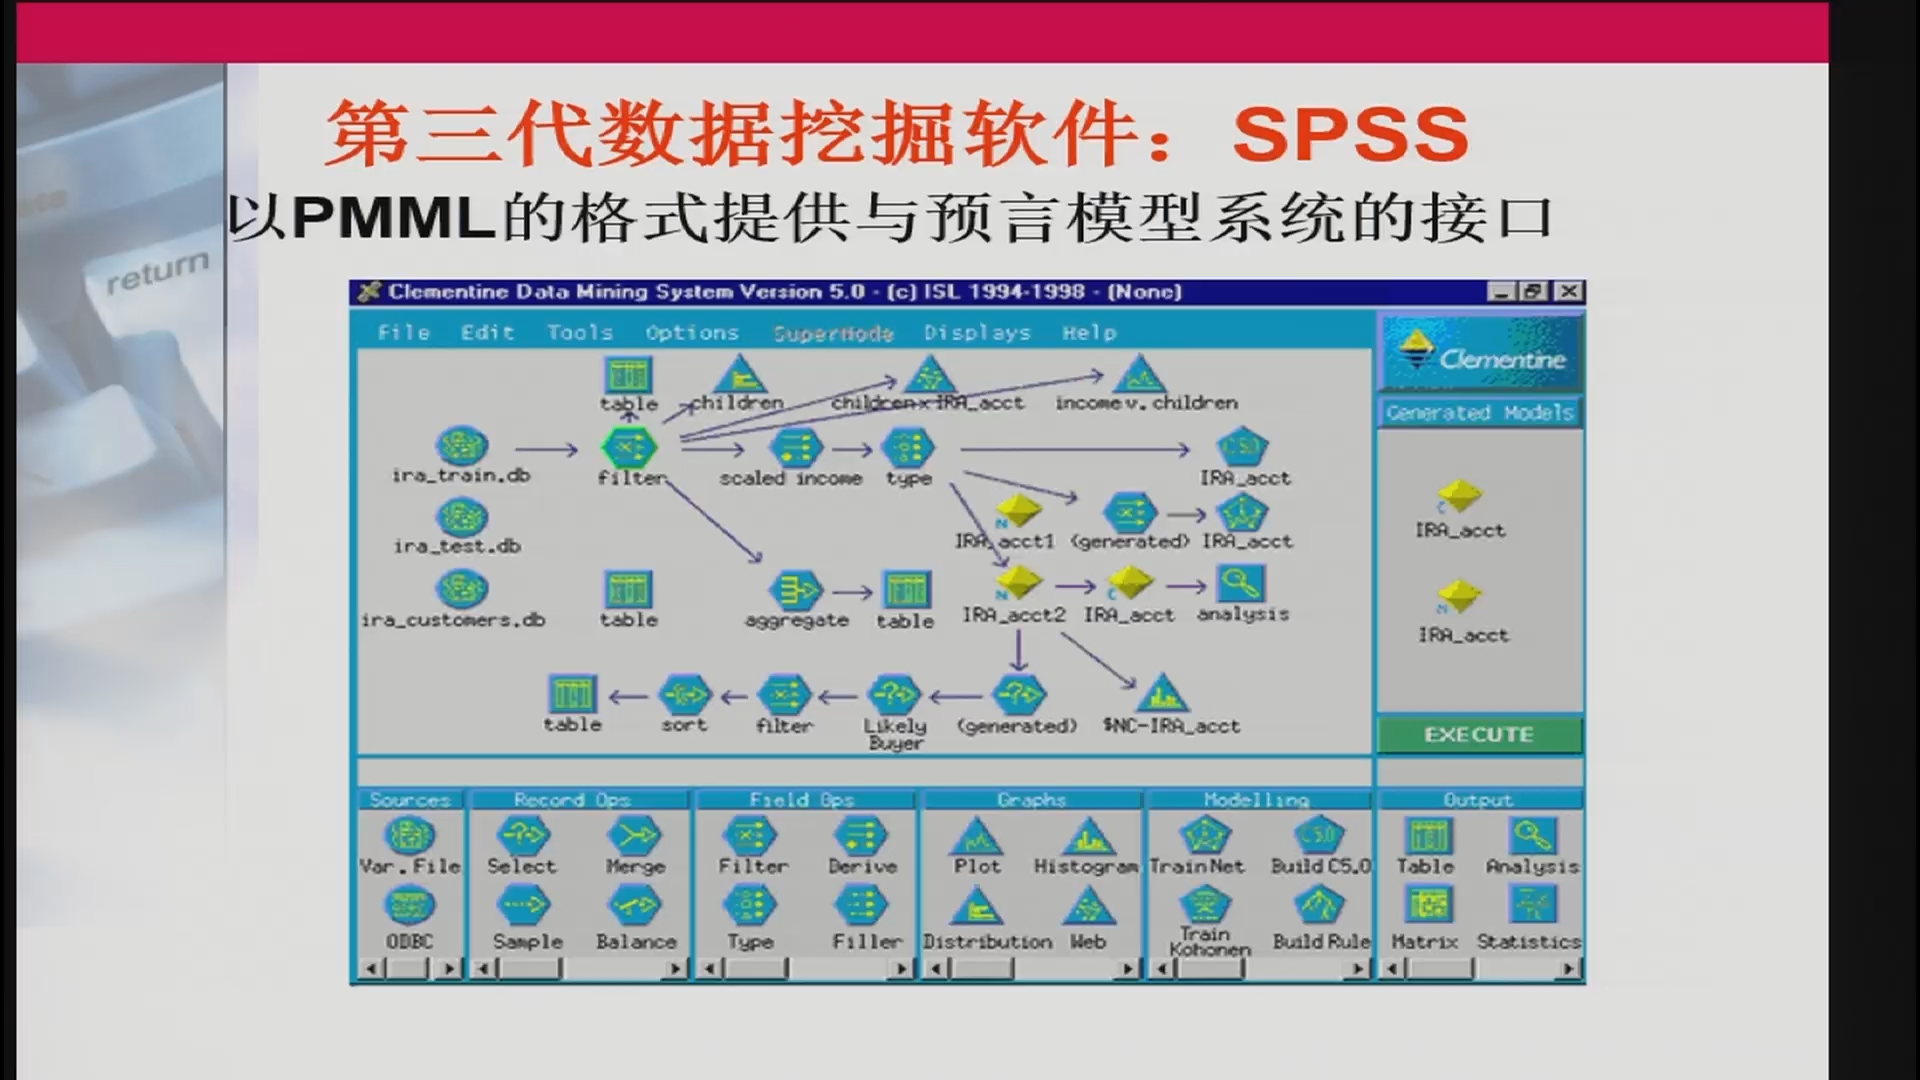 第三代数据挖掘软件：SPSS
以PMML的格式提供与预言模型系统的接口
return
Clementine Data Mining System Version 5.0 - (c) ISL 1994-1998 - (None)
File Edit Tools Options SuperNode Displays Help
Clementine
Generated Models
table children children x IRA_acct income v. children
ira_train.db filter scaled income type IRA_acct
IRA_acct
ira_test.db IRA_acct1 (generated) IRA_acct
ira_customers.db table aggregate table IRA_acct2 IRA_acct analysis
IRA_acct
table sort filter Likely Buyer (generated) $NC-IRA_acct
EXECUTE
Sources Record Ops Field Ops Graphs Modelling Output
Var. File Select Merge Filter Derive Plot Histogram Train Net Build C5.0 Table Analysis
ODBC Sample Balance Type Filler Distribution Web Train Kohonen Build Rule Matrix Statistics